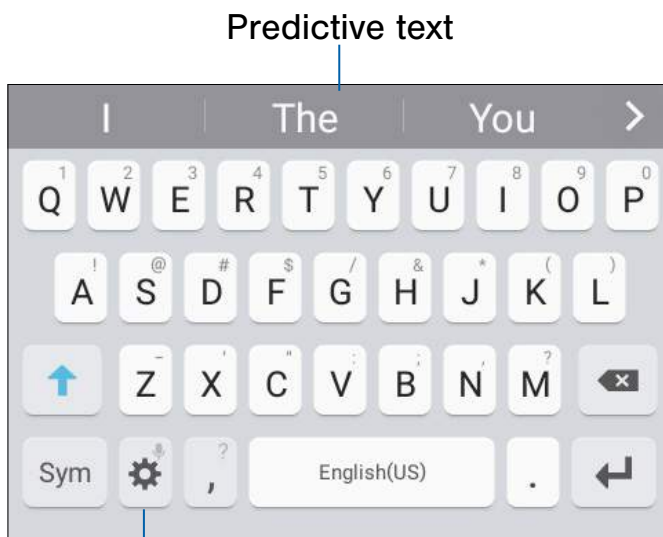 Predictive text
I The You >
1 2 3 4 5 6 7 8 9 0
Q W E R T Y U I O P
! @ # $ / & * ( )
A S D F G H J K L
- ' " : ; , ?
Z X C V B N M
?
Sym , English(US) .